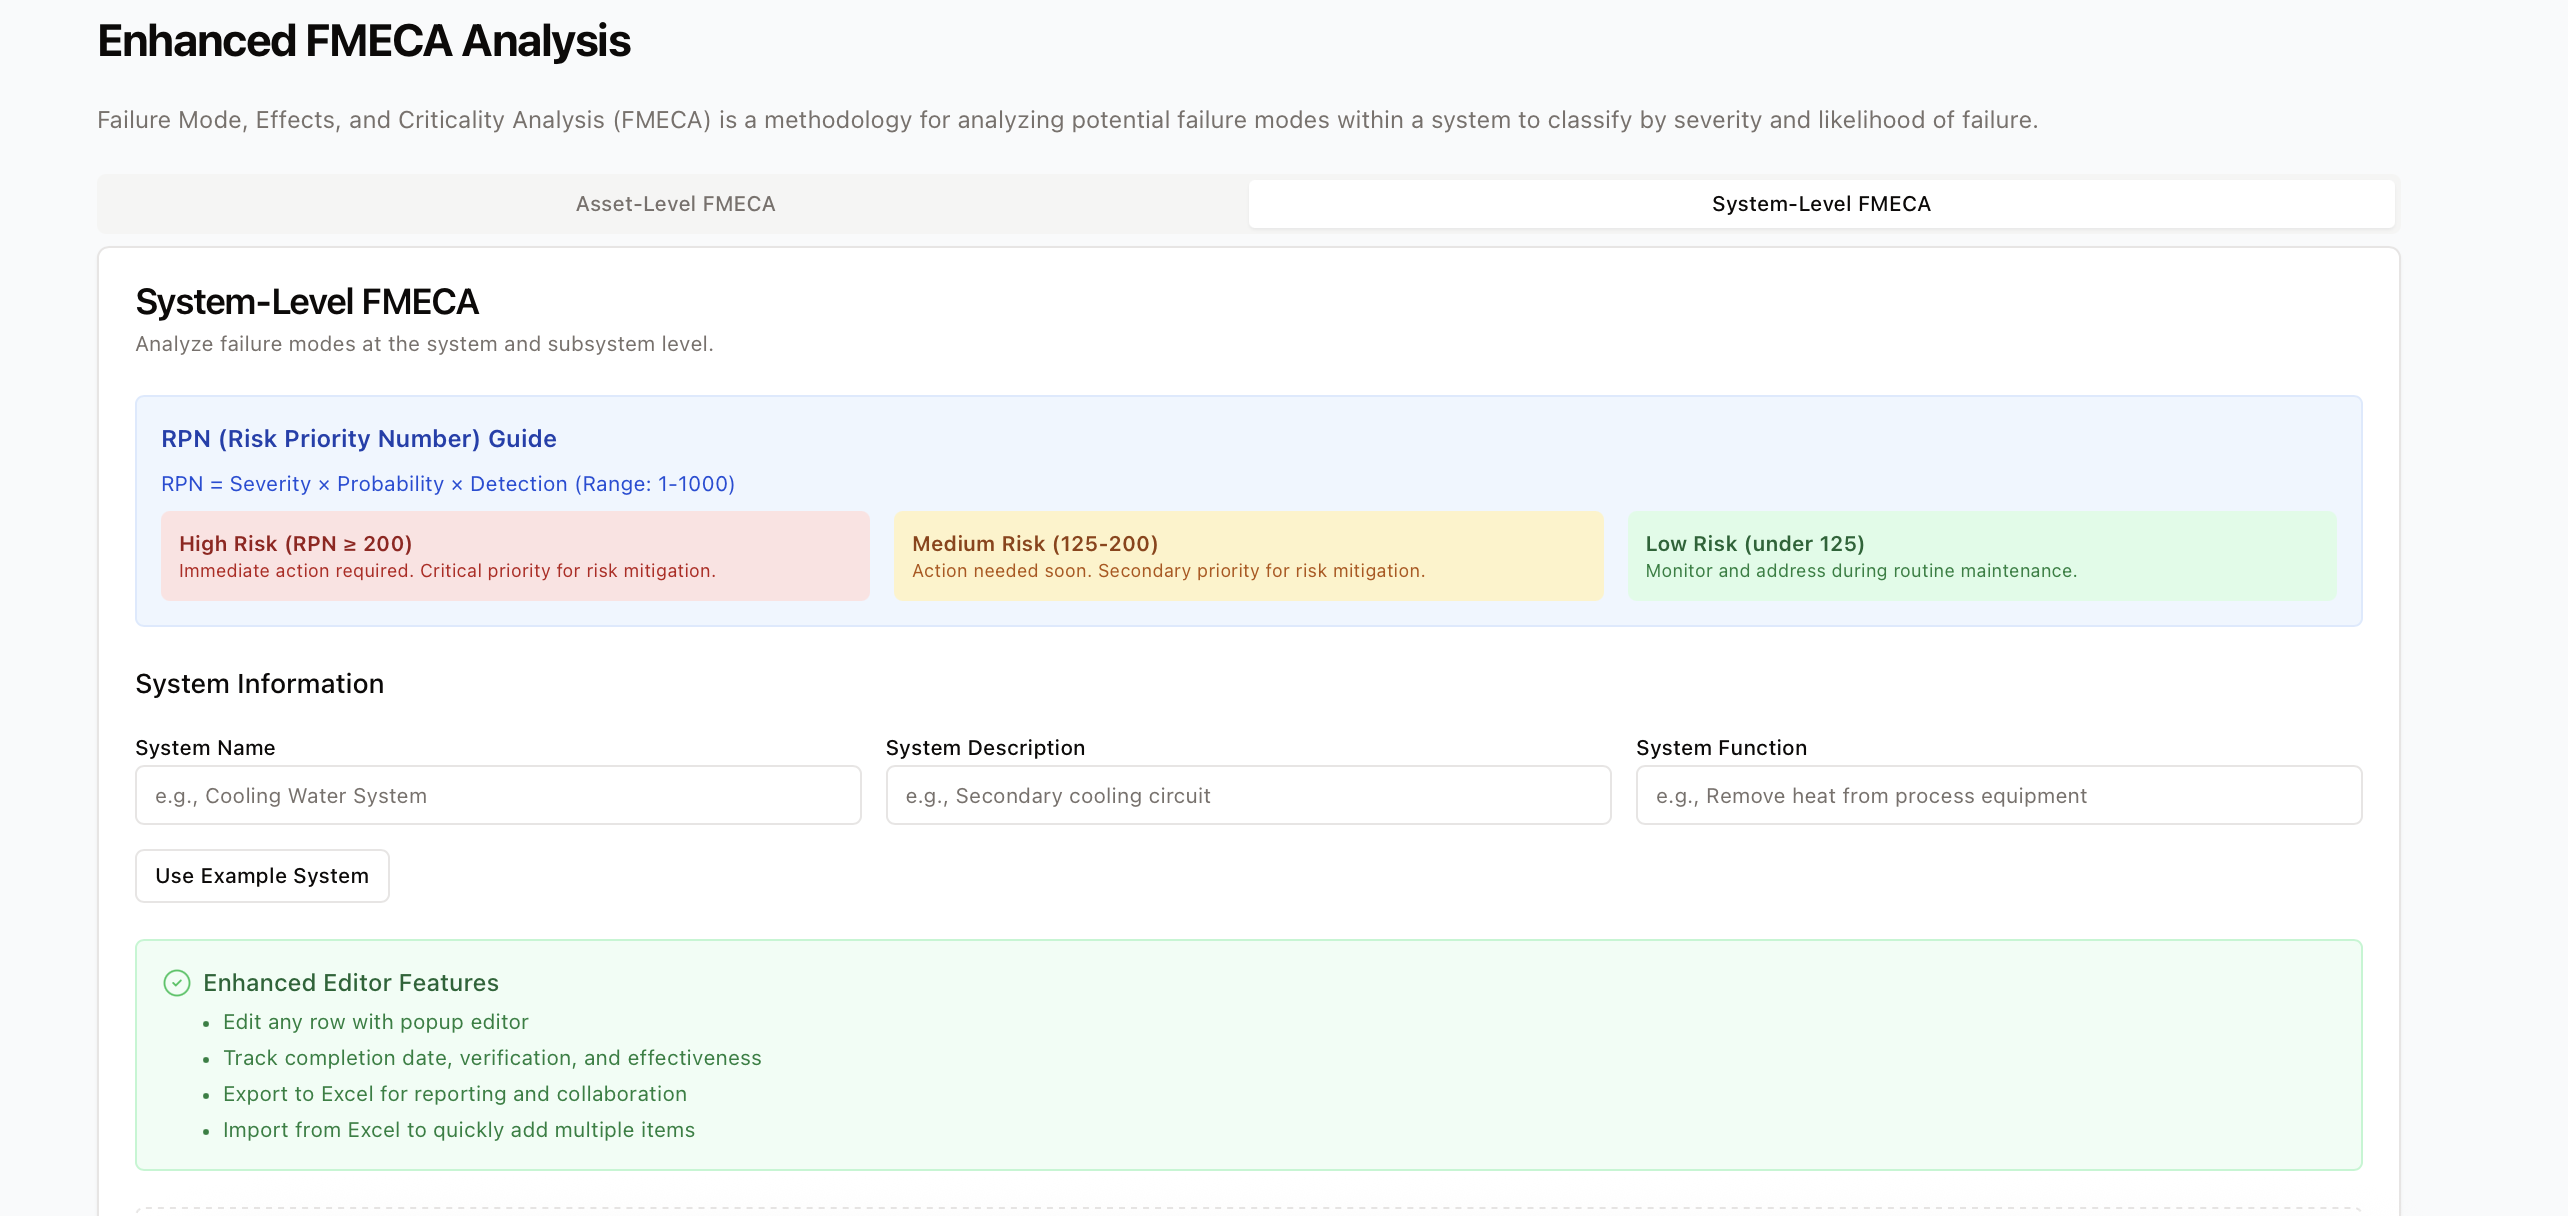 Enhanced FMECA Analysis
Failure Mode, Effects, and Criticality Analysis (FMECA) is a methodology for analyzing potential failure modes within a system to classify by severity and likelihood of failure.
Asset-Level FMECA
System-Level FMECA
System-Level FMECA
Analyze failure modes at the system and subsystem level.
RPN (Risk Priority Number) Guide
RPN = Severity × Probability × Detection (Range: 1-1000)
High Risk (RPN ≥ 200)
Immediate action required. Critical priority for risk mitigation.
Medium Risk (125-200)
Action needed soon. Secondary priority for risk mitigation.
Low Risk (under 125)
Monitor and address during routine maintenance.
System Information
System Name
e.g., Cooling Water System
System Description
e.g., Secondary cooling circuit
System Function
e.g., Remove heat from process equipment
Use Example System
Enhanced Editor Features
• Edit any row with popup editor
• Track completion date, verification, and effectiveness
• Export to Excel for reporting and collaboration
• Import from Excel to quickly add multiple items